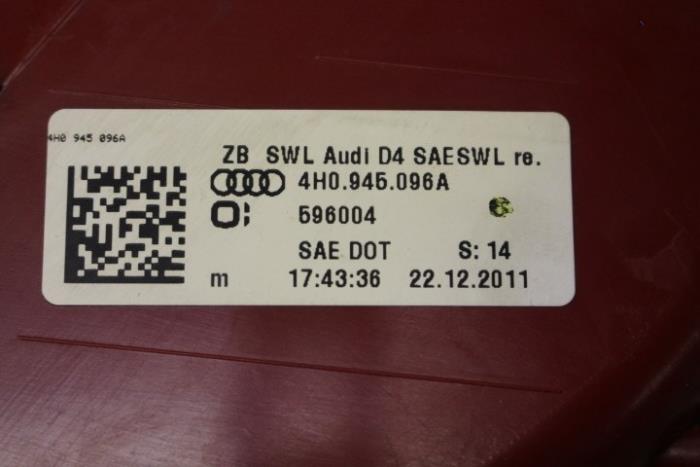 4H0 945 096A
ZB SWL Audi D4 SAESWL re.
4H0.945.096A
596004
SAE DOT S: 14
m 17:43:36 22.12.2011